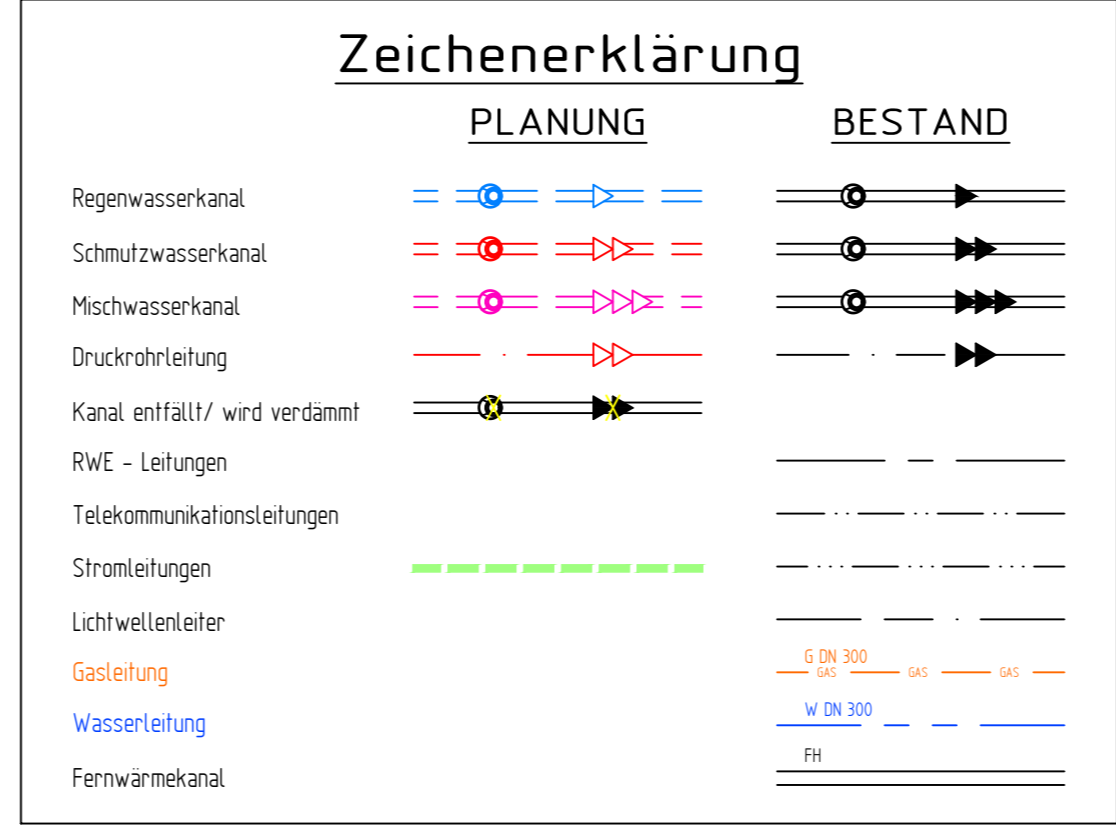 Zeichenerklärung
PLANUNG BESTAND
Regenwasserkanal
Schmutzwasserkanal
Mischwasserkanal
Druckrohrleitung
Kanal entfällt/ wird verdämmt
RWE - Leitungen
Telekommunikationsleitungen
Stromleitungen
Lichtwellenleiter
G DN 300
Gasleitung GAS GAS GAS
W DN 300
Wasserleitung
FH
Fernwärmekanal